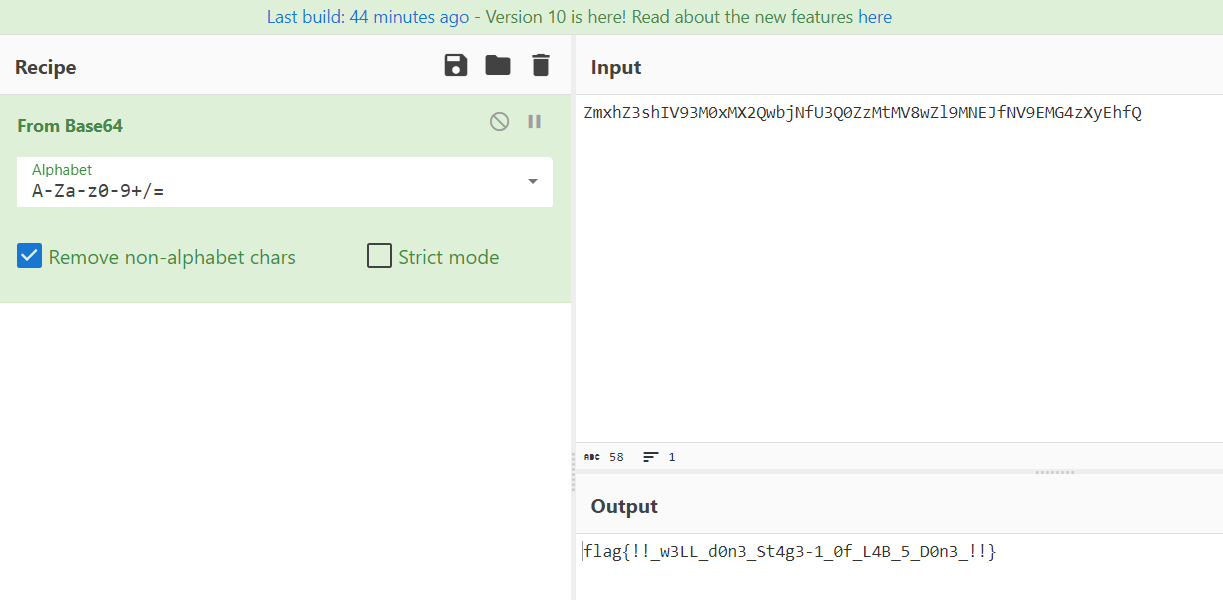 Last build: 44 minutes ago - Version 10 is here! Read about the new features here
Recipe
From Base64
Alphabet
A-Za-z0-9+/=
Remove non-alphabet chars
Strict mode
Input
ZmxhZ3shIV93M0xMX2QwbjNfU3Q0ZzMtMV8wZl9MNEJfNV9EMG4zXyEhfQ
ABC 58 1
Output
flag{!!_w3LL_d0n3_St4g3-1_0f_L4B_5_D0n3_!!}